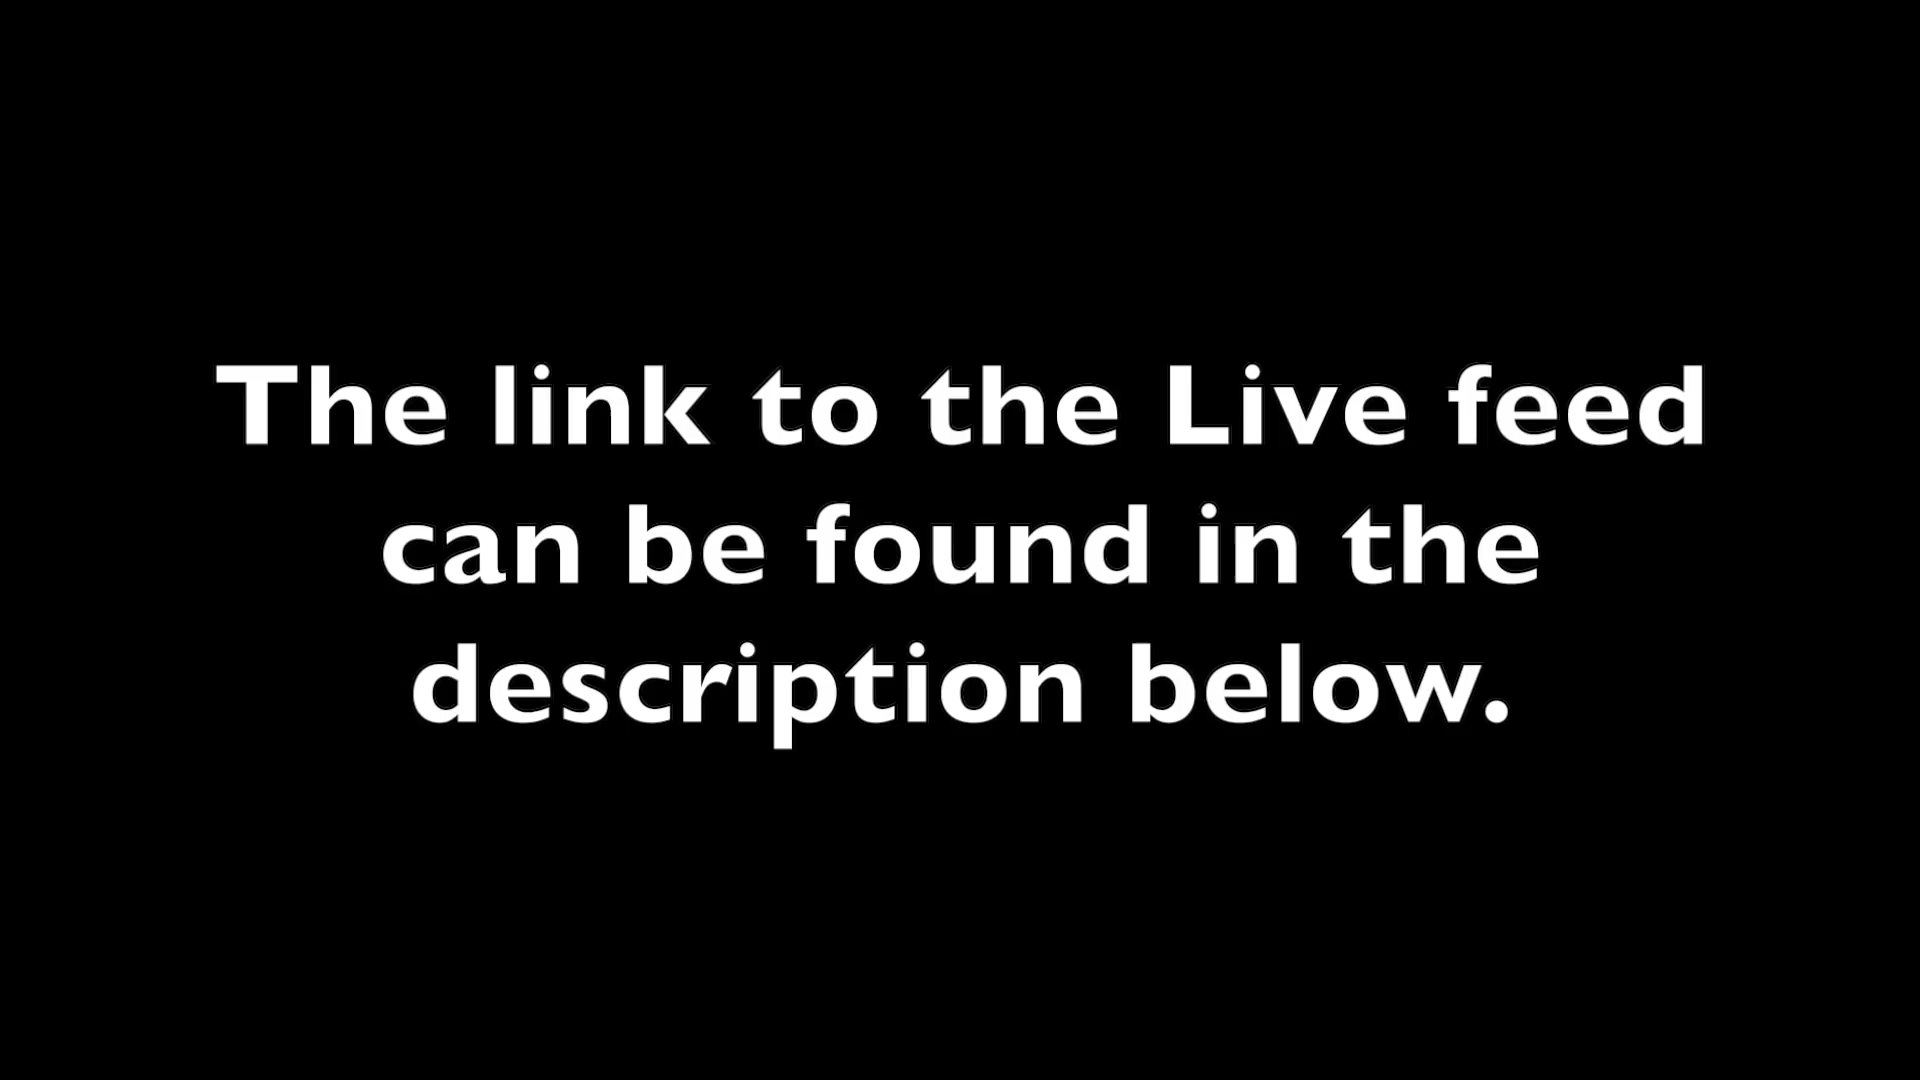 The link to the Live feed
can be found in the
description below.